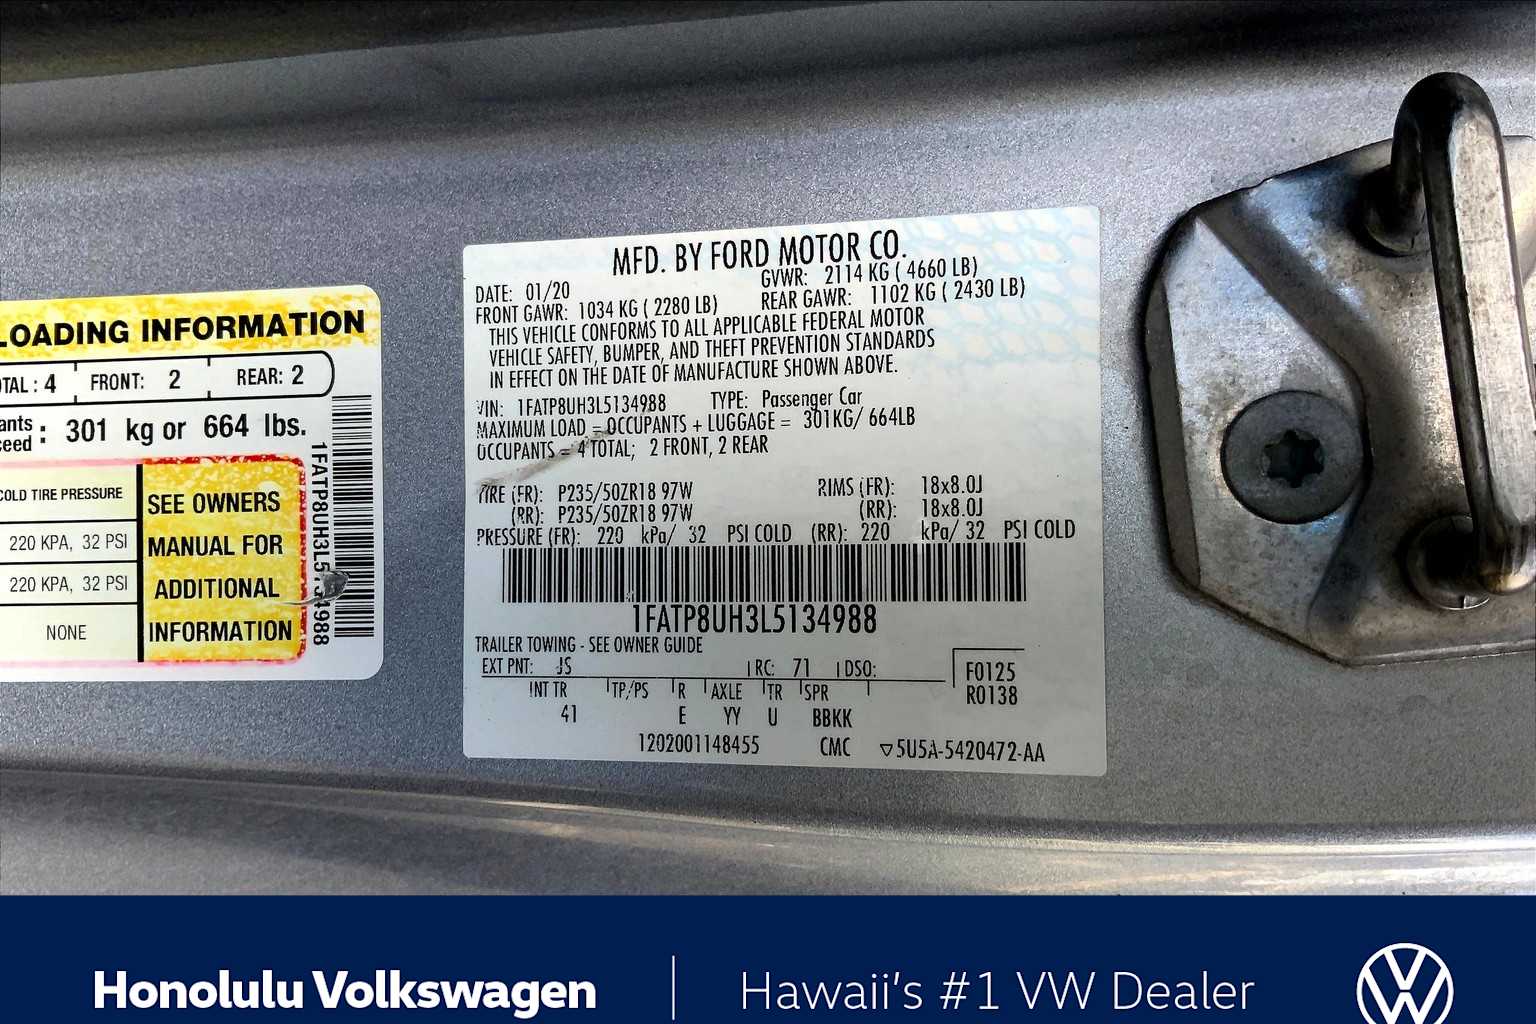 LOADING INFORMATION
TOTAL : 4 FRONT: 2 REAR: 2
: 301 kg or 664 lbs.
COLD TIRE PRESSURE
220 KPA, 32 PSI
220 KPA, 32 PSI
NONE
SEE OWNERS
MANUAL FOR
ADDITIONAL
INFORMATION
1FATP8UH3L5134988
MFD. BY FORD MOTOR CO.
DATE: 01/20 GVWR: 2114 KG ( 4660 LB)
FRONT GAWR: 1034 KG ( 2280 LB) REAR GAWR: 1102 KG ( 2430 LB)
THIS VEHICLE CONFORMS TO ALL APPLICABLE FEDERAL MOTOR
VEHICLE SAFETY, BUMPER, AND THEFT PREVENTION STANDARDS
IN EFFECT ON THE DATE OF MANUFACTURE SHOWN ABOVE.
VIN: 1FATP8UH3L5134988 TYPE: Passenger Car
MAXIMUM LOAD = OCCUPANTS + LUGGAGE = 301KG/ 664LB
OCCUPANTS = 4 TOTAL; 2 FRONT, 2 REAR
TIRE (FR): P235/50ZR18 97W RIMS (FR): 18x8.0J
(RR): P235/50ZR18 97W (RR): 18x8.0J
PRESSURE (FR): 220 kPa/ 32 PSI COLD (RR): 220 kPa/ 32 PSI COLD
1FATP8UH3L5134988
TRAILER TOWING - SEE OWNER GUIDE
EXT PNT: JS RC: 71 DSO:
F0125
R0138
INT TR TP/PS R AXLE TR SPR
41 E YY U BBKK
1202001148455 CMC ▽5U5A-5420472-AA
Honolulu Volkswagen | Hawaii's #1 VW Dealer